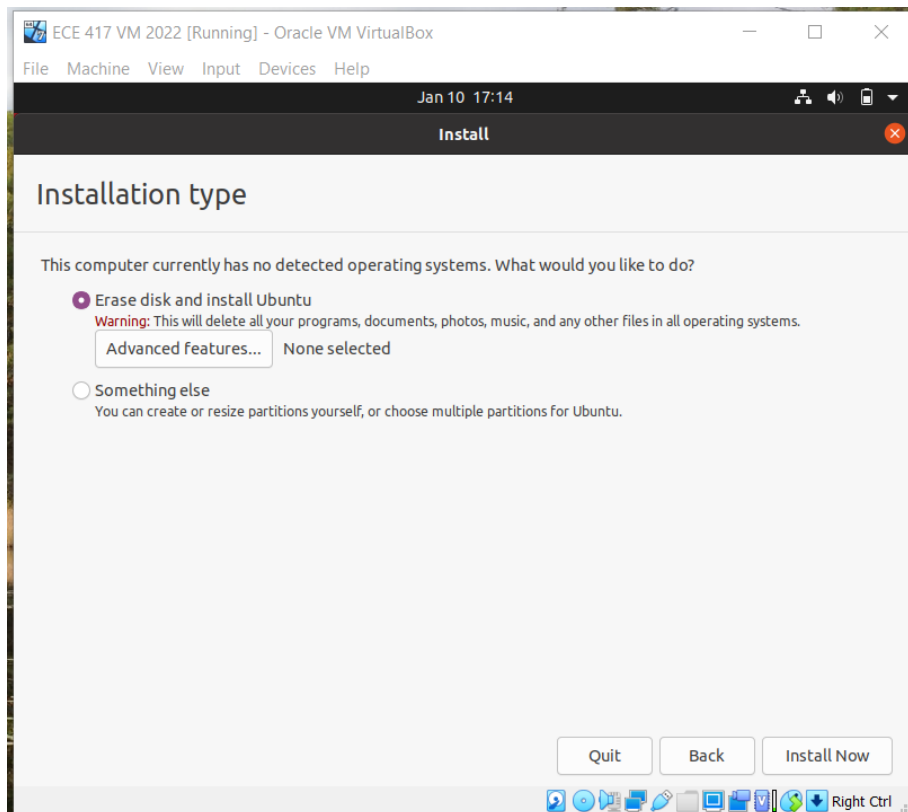 ECE 417 VM 2022 [Running] - Oracle VM VirtualBox
File Machine View Input Devices Help
Jan 10 17:14
Install
Installation type
This computer currently has no detected operating systems. What would you like to do?
Erase disk and install Ubuntu
Warning: This will delete all your programs, documents, photos, music, and any other files in all operating systems.
Advanced features... None selected
Something else
You can create or resize partitions yourself, or choose multiple partitions for Ubuntu.
Quit Back Install Now
Right Ctrl